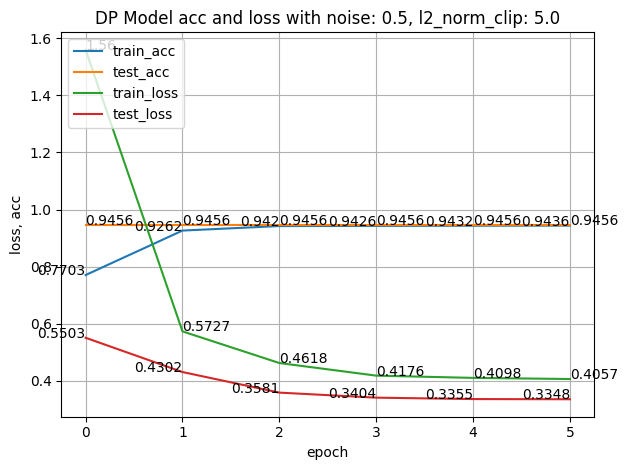 DP Model acc and loss with noise: 0.5, l2_norm_clip: 5.0
1.6
1.56
train_acc
test_acc
train_loss
test_loss
1.4
1.2
1.0
0.9456 0.9456 0.9456 0.9456 0.9456 0.9456
0.9262 0.942 0.9426 0.9432 0.9436
loss, acc
0.8
0.7703
0.6
0.5727
0.5503
0.4618
0.4302
0.4176 0.4098 0.4057
0.4
0.3581 0.3404 0.3355 0.3348
0 1 2 3 4 5
epoch